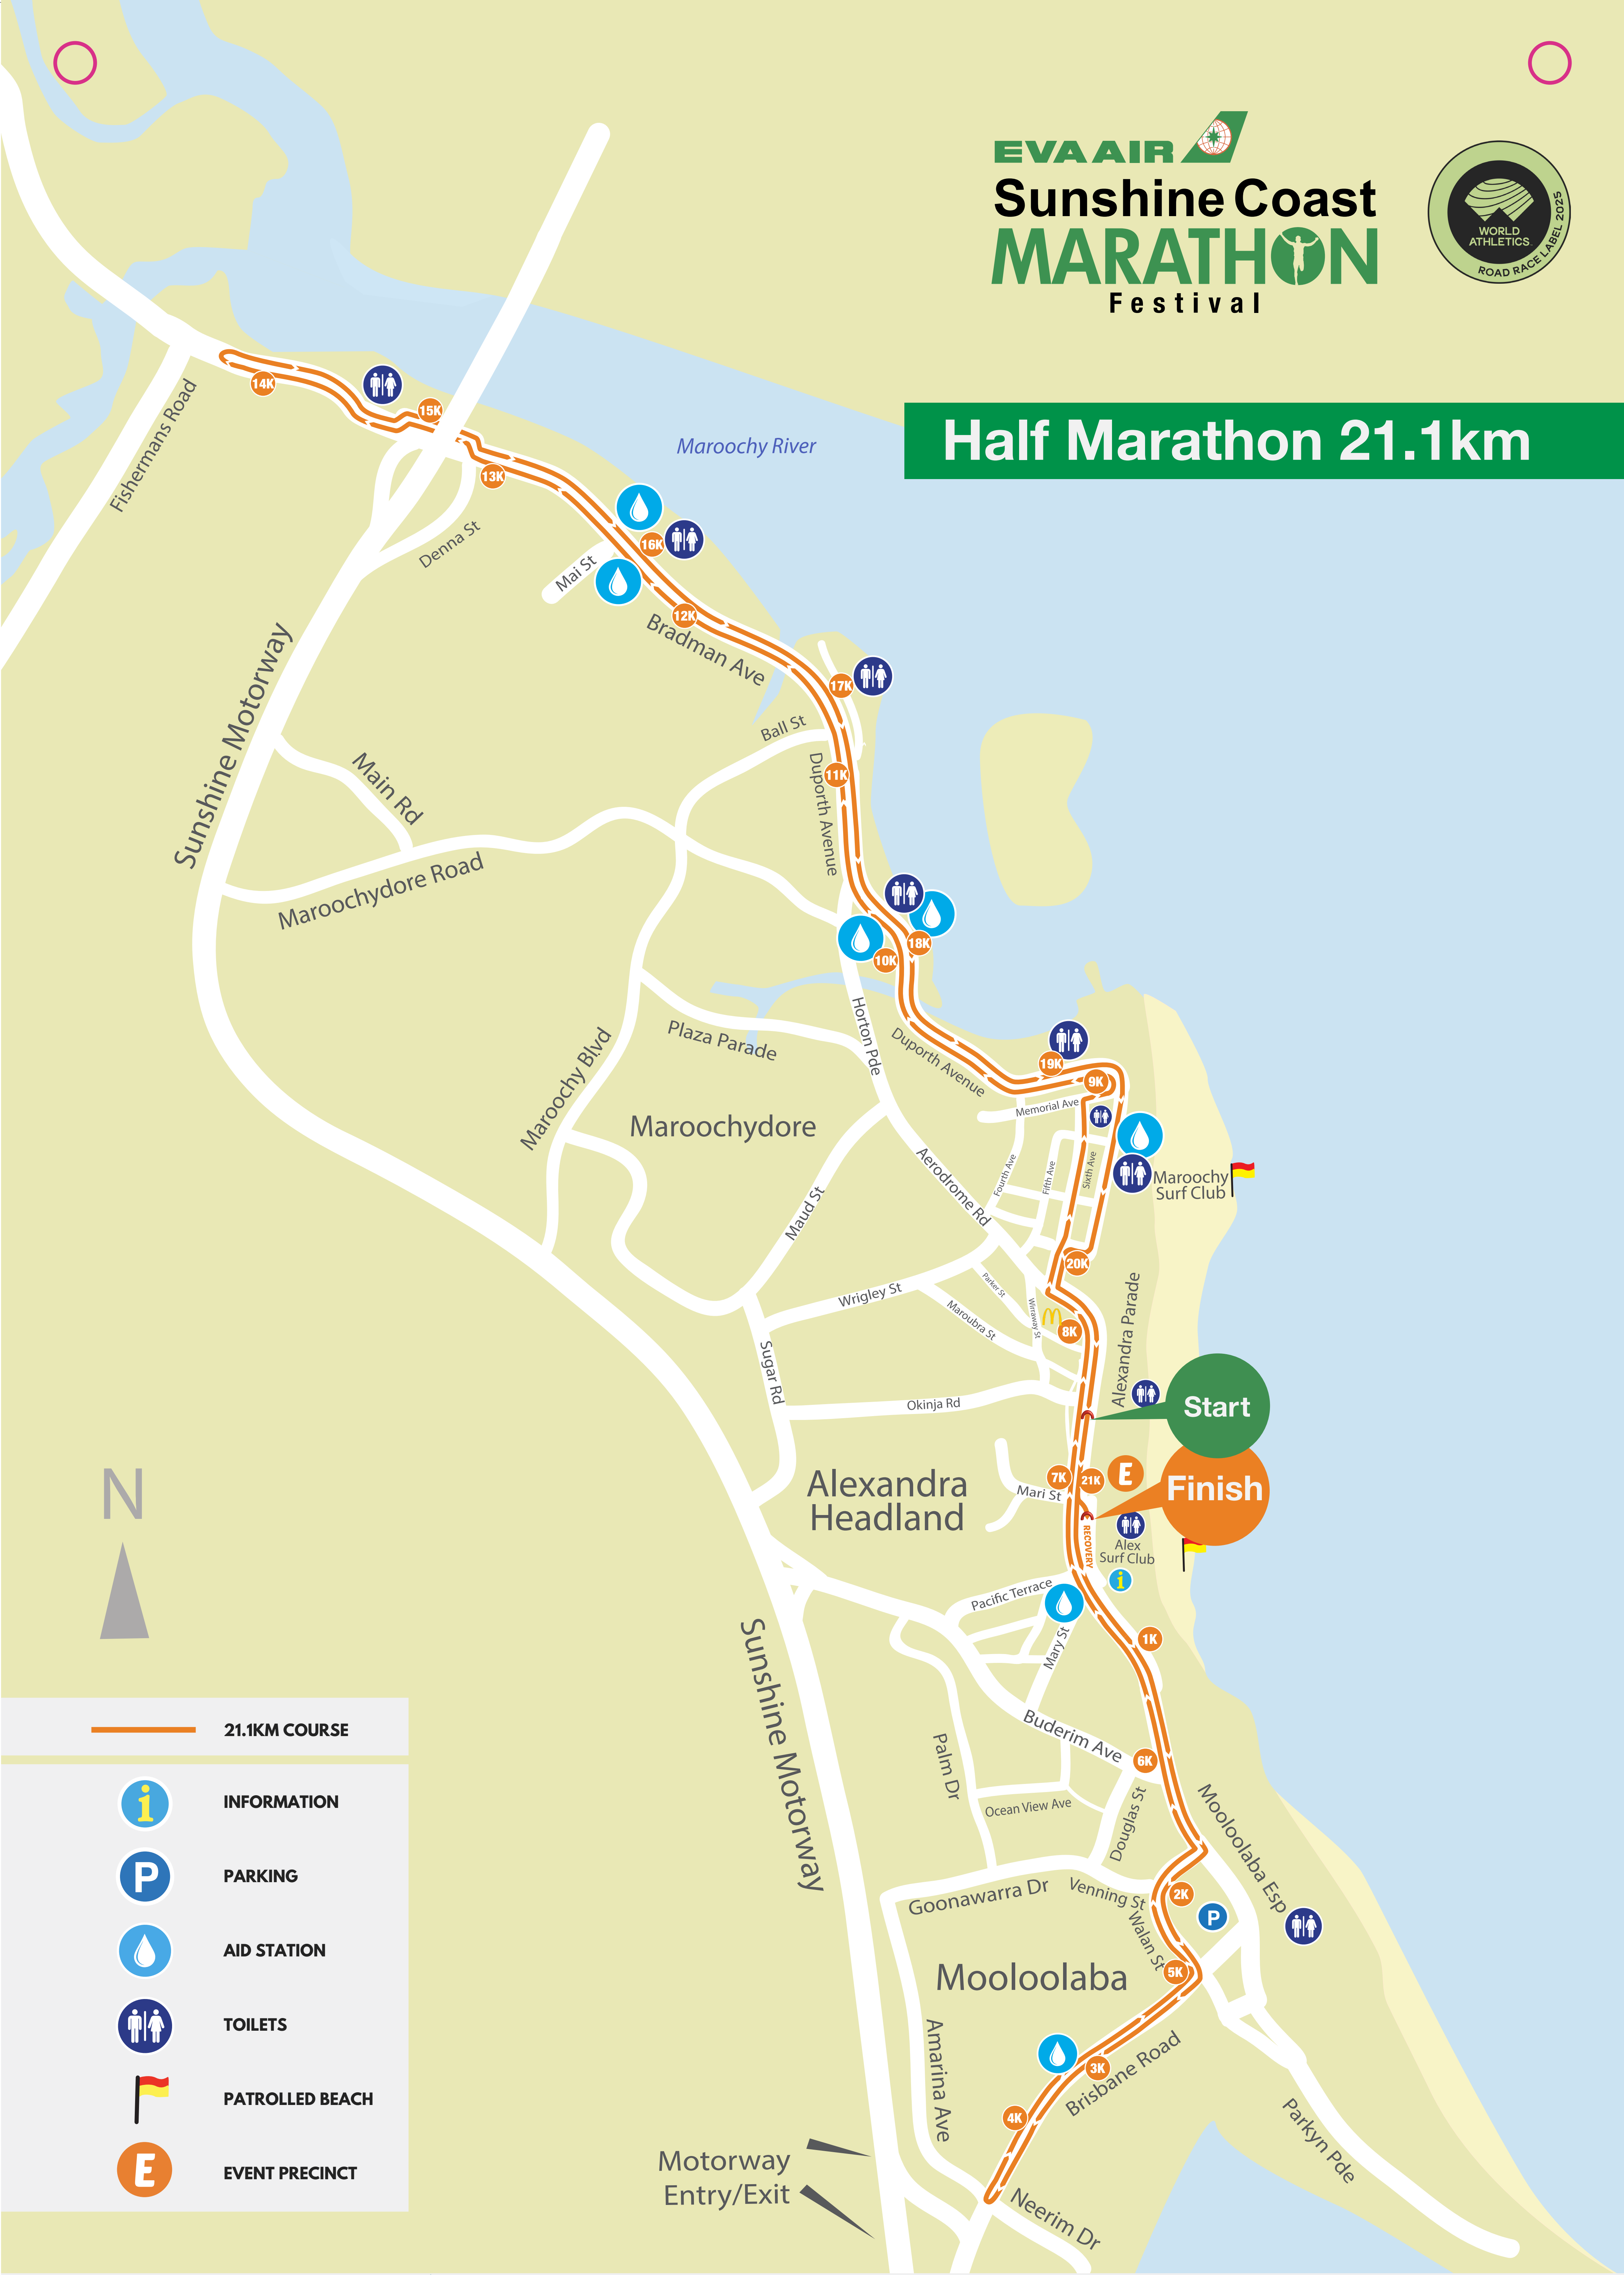 EVA AIR
Sunshine Coast
MARATHON
Festival
WORLD
ATHLETICS
ROAD RACE LABEL 2025
Half Marathon 21.1km
Maroochy River
14K
15K
13K
Fishermans Road
Denna St
16K
Mai St
12K
Bradman Ave
17K
Ball St
11K
Duporth Avenue
Sunshine Motorway
Main Rd
Maroochydore Road
18K
10K
Horton Pde
Plaza Parade
Duporth Avenue
Maroochy Blvd
19K
9K
Memorial Ave
Maroochydore
Aerodrome Rd
Fourth Ave
Fifth Ave
Sixth Ave
Maroochy
Surf Club
Maud St
20K
Wrigley St
Parker St
Maroubra St
Wirraway St
8K
Alexandra Parade
Sugar Rd
Okinja Rd
Start
7K
21K
E
Finish
Mari St
Alexandra
Headland
RECOVERY
Alex
Surf Club
i
Pacific Terrace
Mary St
1K
N
Sunshine Motorway
Buderim Ave
6K
Palm Dr
Ocean View Ave
Douglas St
Mooloolaba Esp
Goonawarra Dr
Venning St
2K
P
Walan St
5K
Mooloolaba
3K
Brisbane Road
4K
Amarina Ave
Parkyn Pde
Motorway
Entry/Exit
Neerim Dr
21.1KM COURSE
i INFORMATION
P PARKING
AID STATION
TOILETS
PATROLLED BEACH
E EVENT PRECINCT